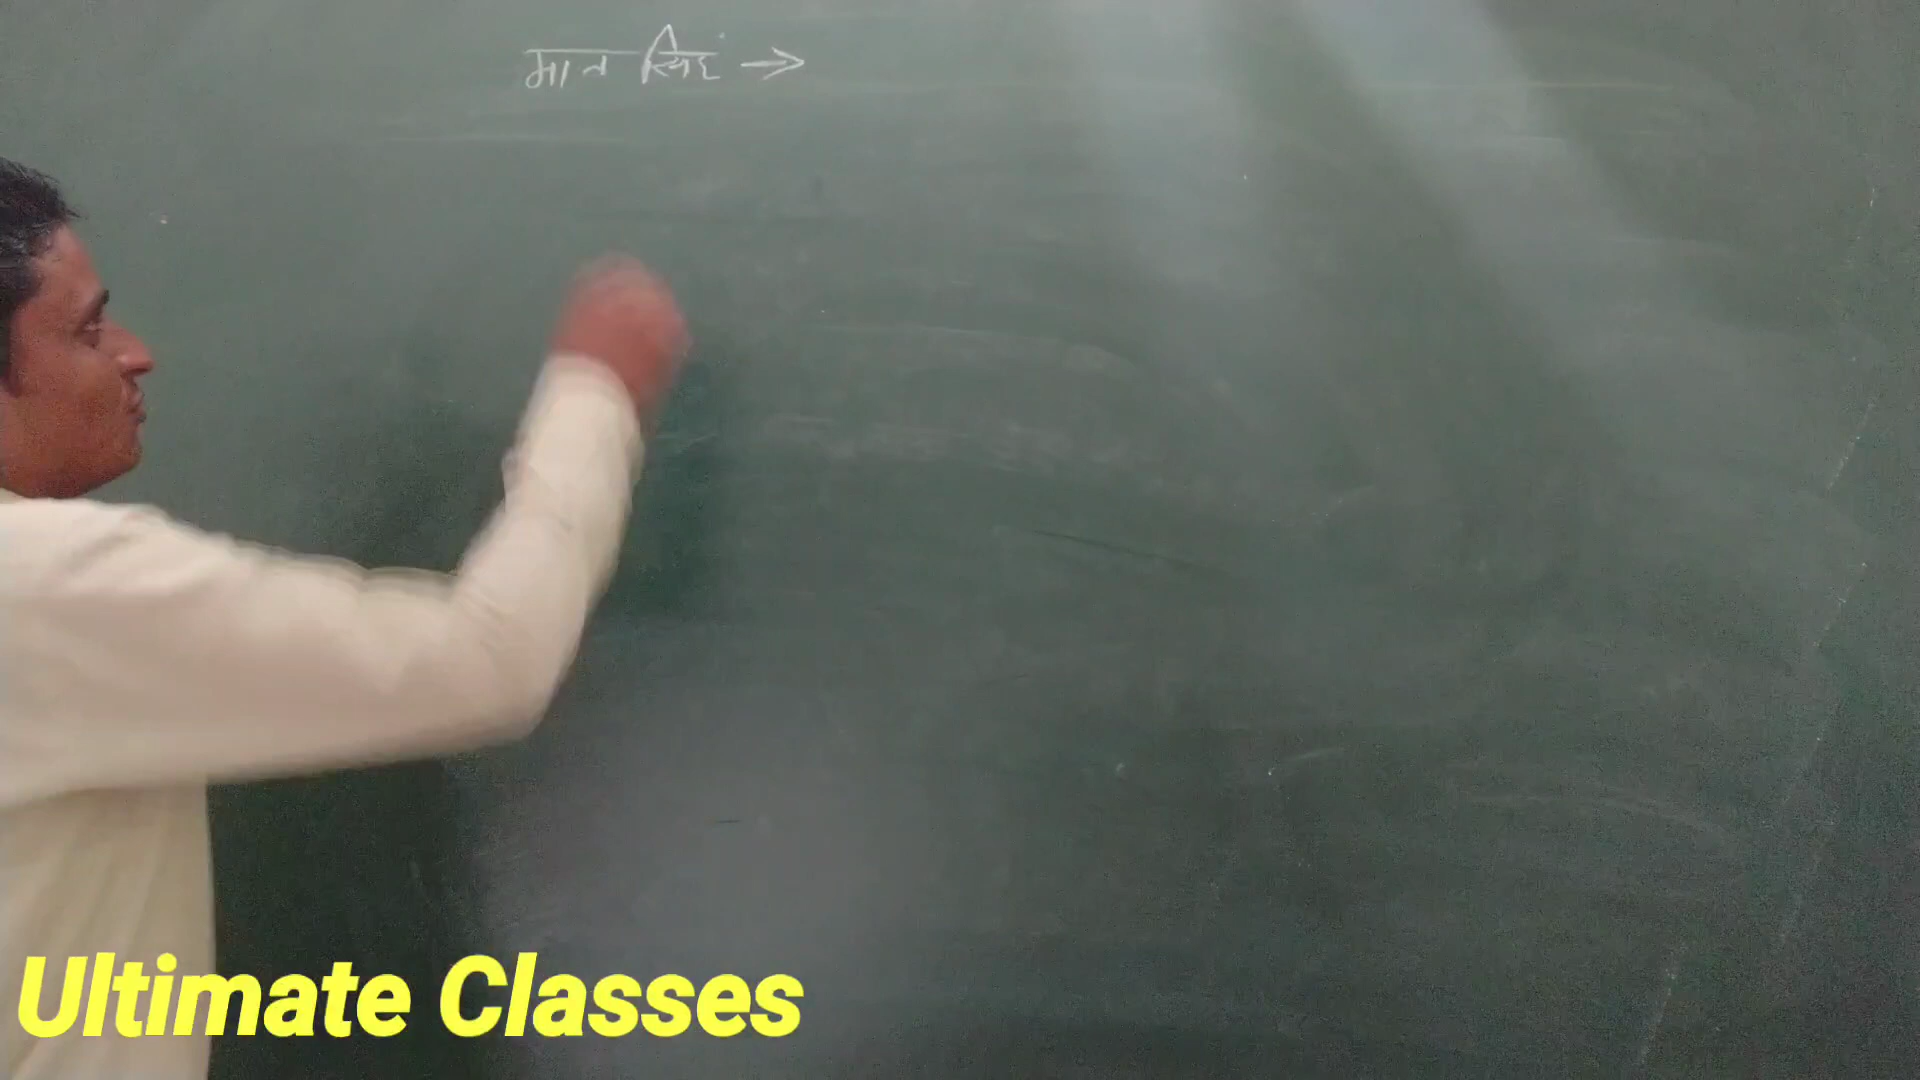 मान सिंह →
Ultimate Classes